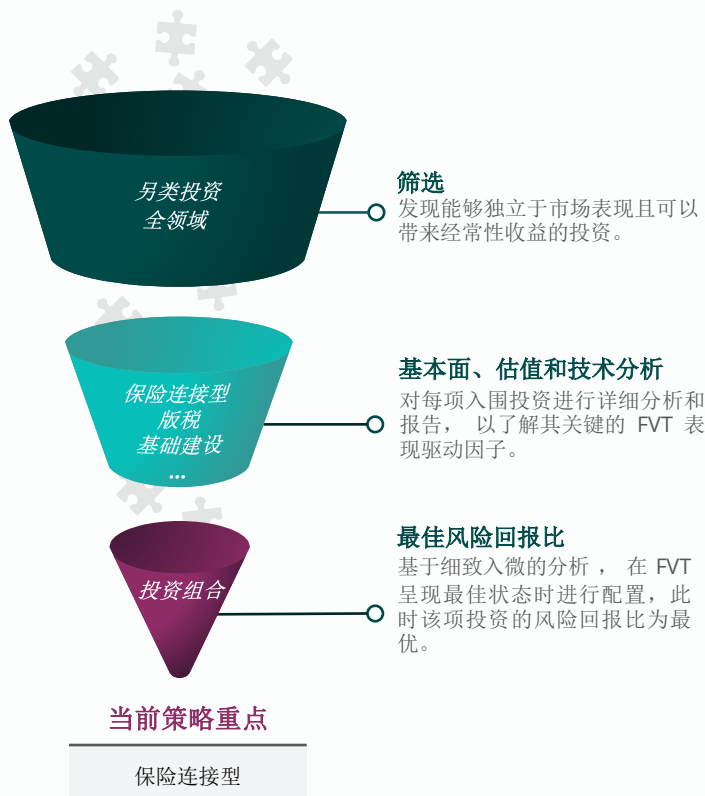 另类投资
全领域
筛选
发现能够独立于市场表现且可以
带来经常性收益的投资。
保险连接型
版税
基础建设
...
基本面、估值和技术分析
对每项入围投资进行详细分析和
报告， 以了解其关键的 FVT 表
现驱动因子。
投资组合
最佳风险回报比
基于细致入微的分析 ， 在 FVT
呈现最佳状态时进行配置，此
时该项投资的风险回报比为最
优。
当前策略重点
保险连接型